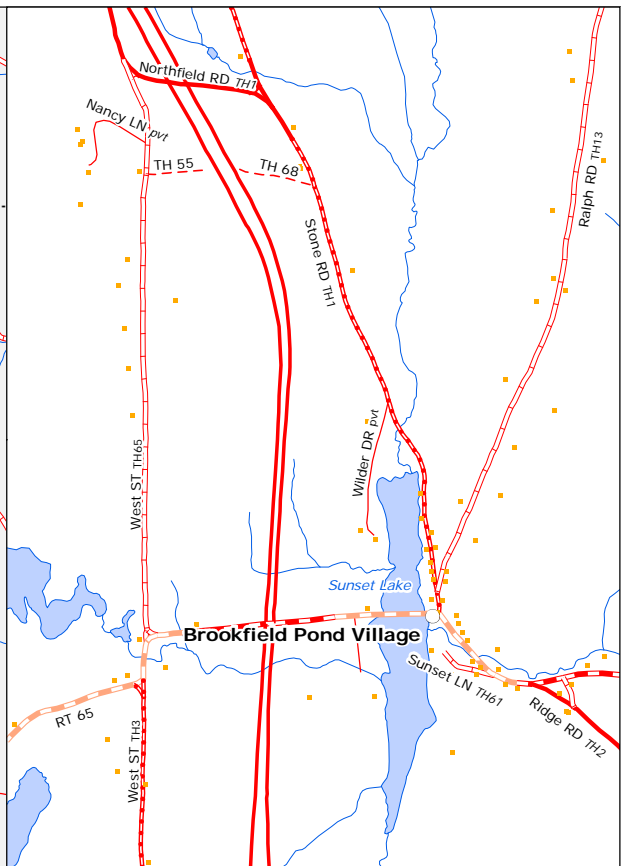 Northfield RD TH1
Nancy LN pvt
TH 55
TH 68
Ralph RD TH13
Stone RD TH1
Wilder DR pvt
West ST TH65
Sunset Lake
Brookfield Pond Village
Sunset LN TH61
RT 65
Ridge RD TH2
West ST TH3